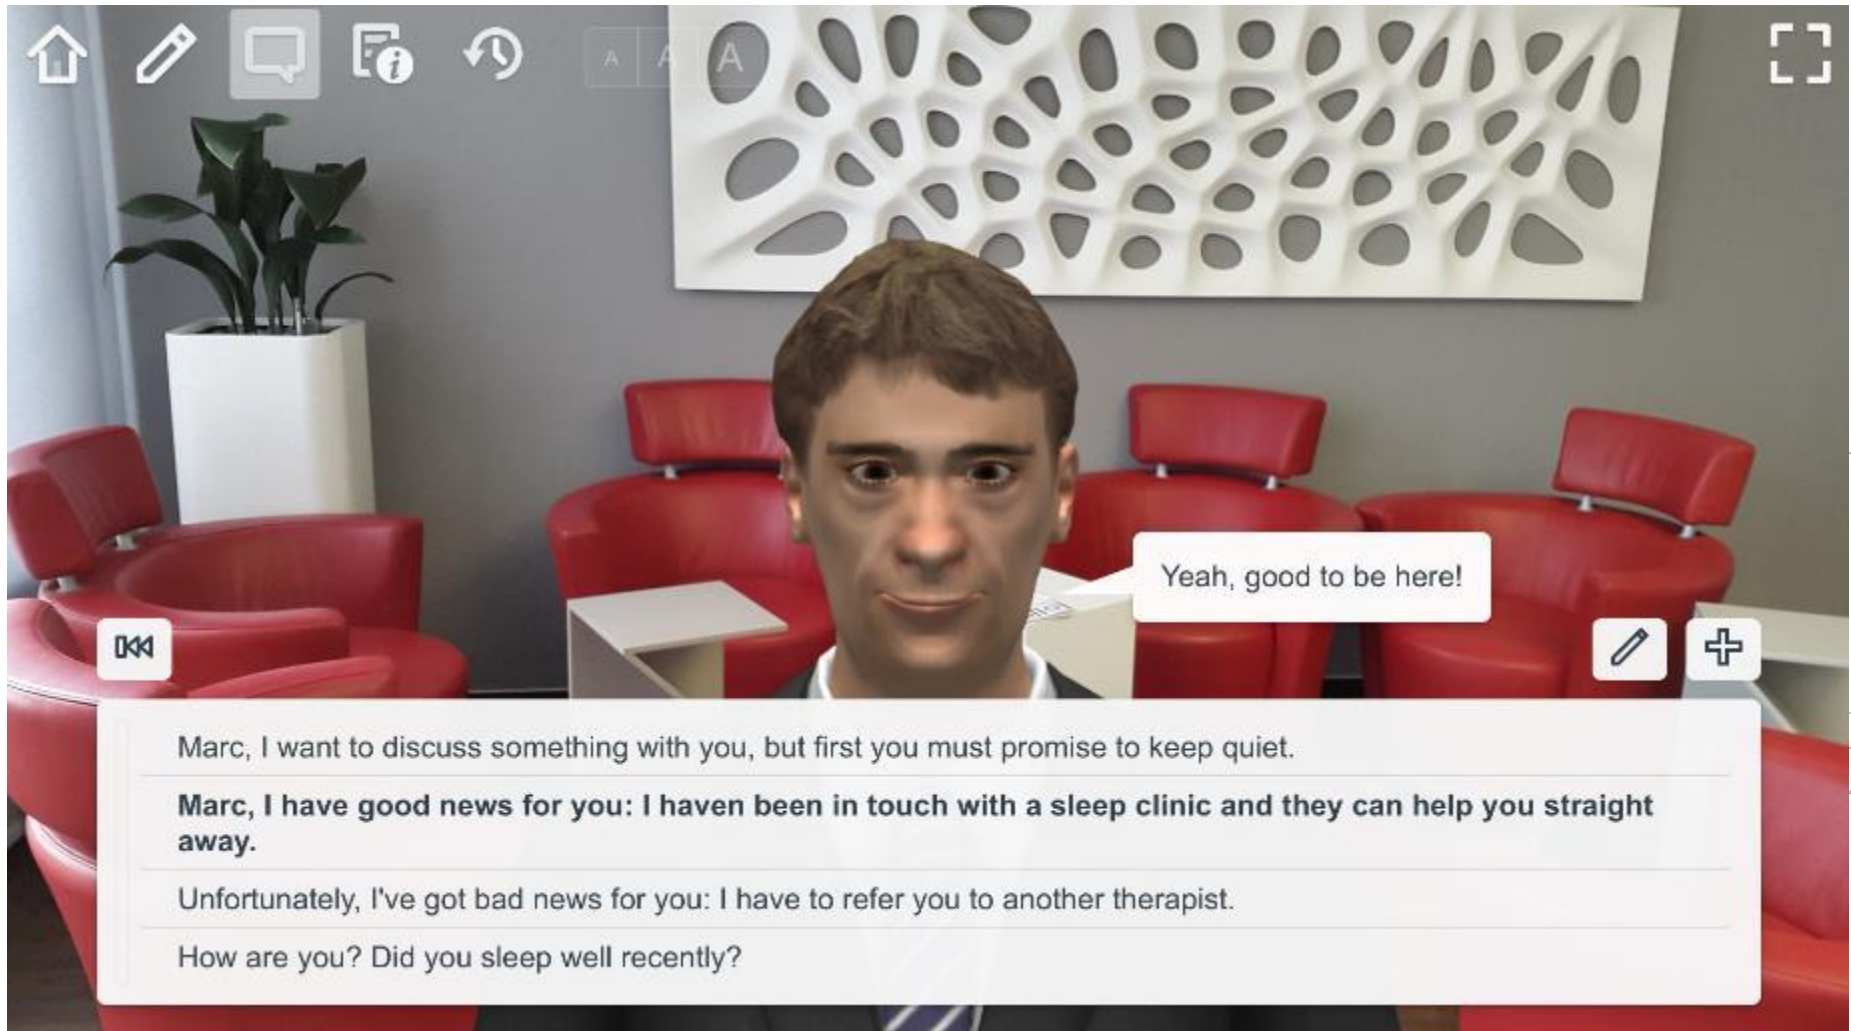 A A A
Yeah, good to be here!
Marc, I want to discuss something with you, but first you must promise to keep quiet.
Marc, I have good news for you: I haven been in touch with a sleep clinic and they can help you straight
away.
Unfortunately, I've got bad news for you: I have to refer you to another therapist.
How are you? Did you sleep well recently?